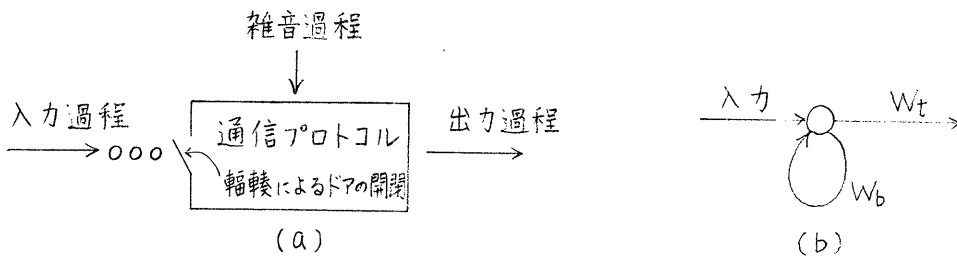 雑音過程
入力過程
通信プロトコル
輻輳によるドアの開閉
出力過程
(a)
入力
Wt
Wb
(b)